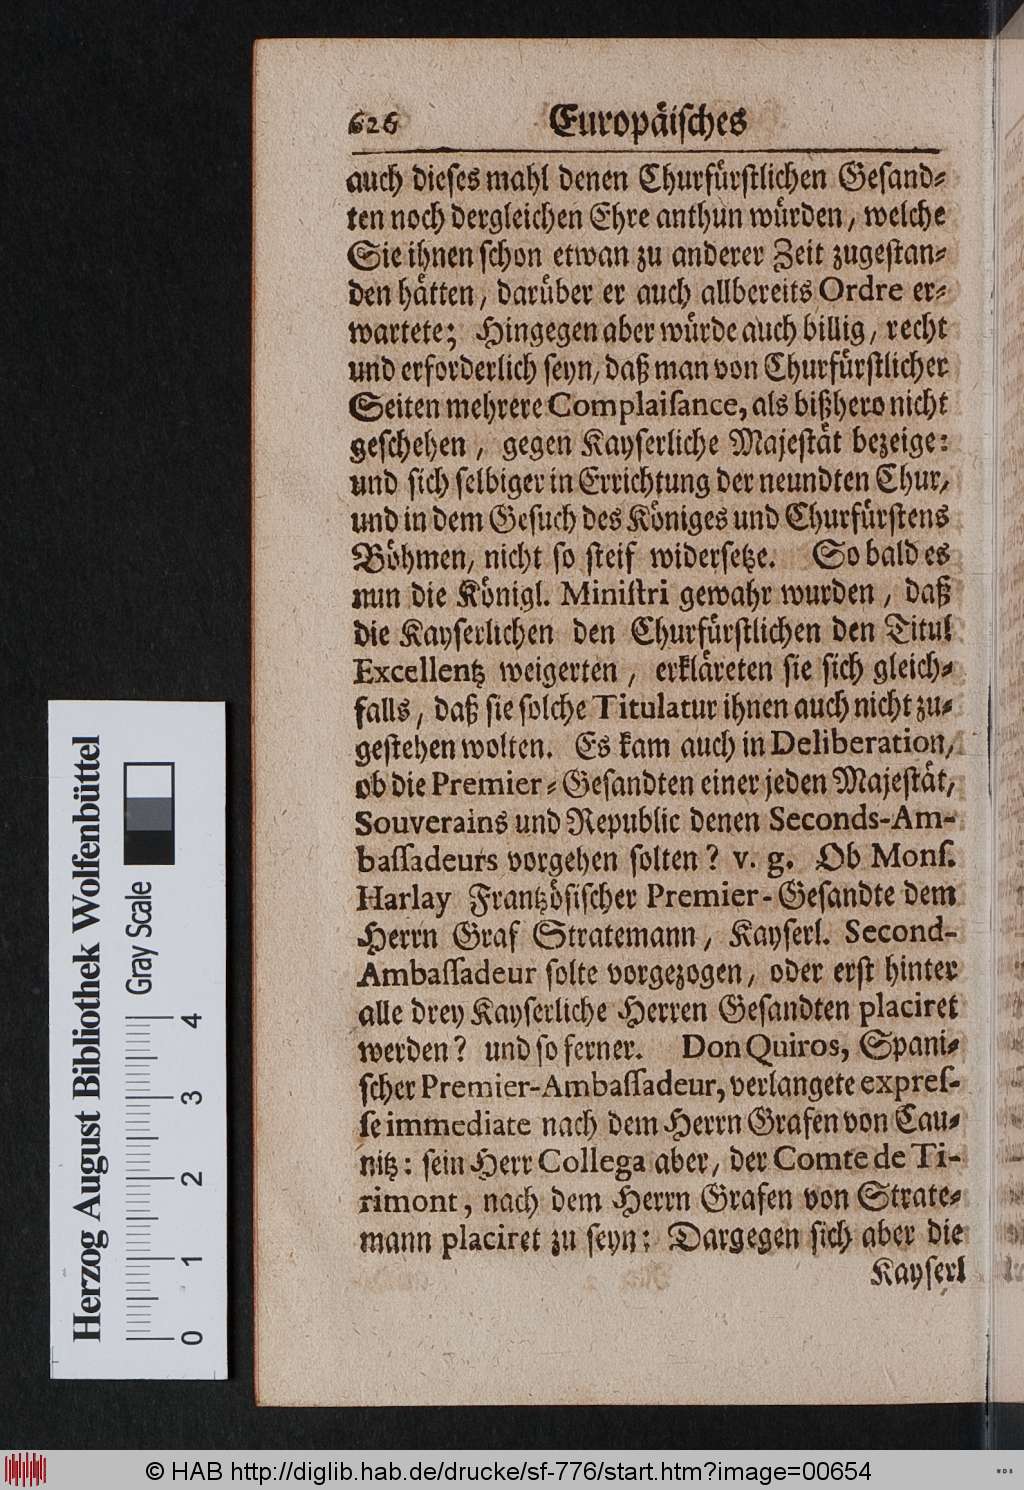 626 Europäisches
auch dieses mahl denen Churfürstlichen Gesand-
ten noch dergleichen Ehre anthun würden, welche
Sie ihnen schon etwan zu anderer Zeit zugestan-
den hätten, darüber er auch allbereits Ordre er-
wartete; Hingegen aber würde auch billig, recht
und erforderlich seyn, daß man von Churfürstlicher
Seiten mehrere Complaisance, als bißhero nicht
geschehen, gegen Kayserliche Majestät bezeige:
und sich selbiger in Errichtung der neundten Chur,
und in dem Gesuch des Königes und Churfürstens
Böhmen, nicht so steif widersetze. So bald es
nun die Königl. Ministri gewahr wurden, daß
die Kayserlichen den Churfürstlichen den Titul
Excellentz weigerten, erkläreten sie sich gleich-
falls, daß sie solche Titulatur ihnen auch nicht zu-
gestehen wolten. Es kam auch in Deliberation,
ob die Premier-Gesandten einer jeden Majestät,
Souverains und Republic denen Seconds-Am-
bassadeurs vorgehen solten? v. g. Ob Mons.
Harlay Frantzösischer Premier-Gesandte dem
Herrn Graf Stratemann, Kayserl. Second-
Ambassadeur solte vorgezogen, oder erst hinter
alle drey Kayserliche Herren Gesandten placiret
werden? und so ferner. Don Quiros, Spani-
scher Premier-Ambassadeur, verlangete expres-
se immediate nach dem Herrn Grafen von Cau-
nitz: sein Herr Collega aber, der Comte de Ti-
rimont, nach dem Herrn Grafen von Strate-
mann placiret zu seyn: Dargegen sich aber die
Kayserl
Herzog August Bibliothek Wolfenbüttel
Gray Scale
0 1 2 3 4
© HAB http://diglib.hab.de/drucke/sf-776/start.htm?image=00654
WDB